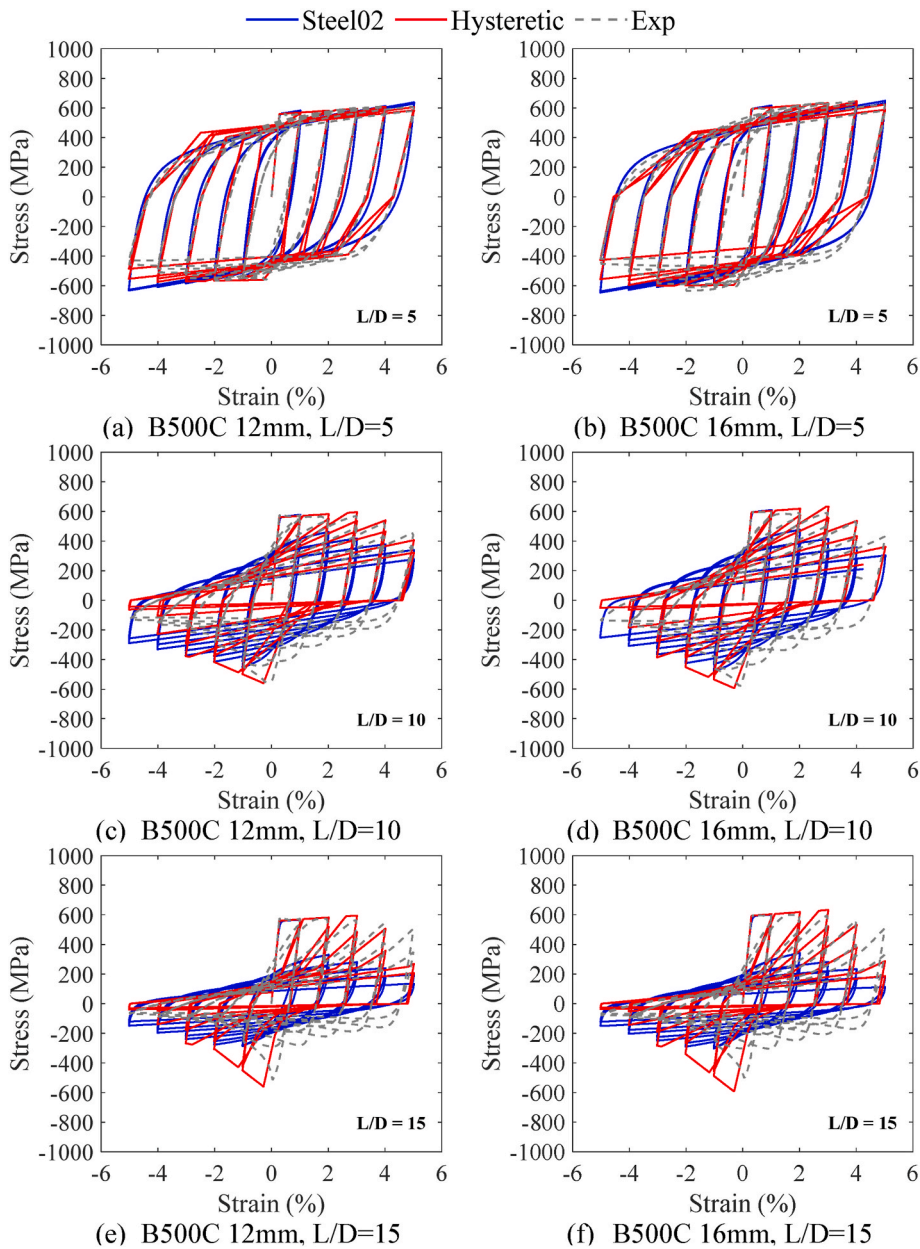 Steel02 Hysteretic Exp
1000 1000
800 800
600 600
400 400
200 200
0 0
-200 -200
-400 -400
-600 -600
-800 -800
-1000 -1000
Stress (MPa) Stress (MPa)
L/D = 5 L/D = 5
-6 -4 -2 0 2 4 6 -6 -4 -2 0 2 4 6
Strain (%) Strain (%)
(a) B500C 12mm, L/D=5 (b) B500C 16mm, L/D=5
1000 1000
800 800
600 600
400 400
200 200
0 0
-200 -200
-400 -400
-600 -600
-800 -800
-1000 -1000
Stress (MPa) Stress (MPa)
L/D = 10 L/D = 10
-6 -4 -2 0 2 4 6 -6 -4 -2 0 2 4 6
Strain (%) Strain (%)
(c) B500C 12mm, L/D=10 (d) B500C 16mm, L/D=10
1000 1000
800 800
600 600
400 400
200 200
0 0
-200 -200
-400 -400
-600 -600
-800 -800
-1000 -1000
Stress (MPa) Stress (MPa)
L/D = 15 L/D = 15
-6 -4 -2 0 2 4 6 -6 -4 -2 0 2 4 6
Strain (%) Strain (%)
(e) B500C 12mm, L/D=15 (f) B500C 16mm, L/D=15